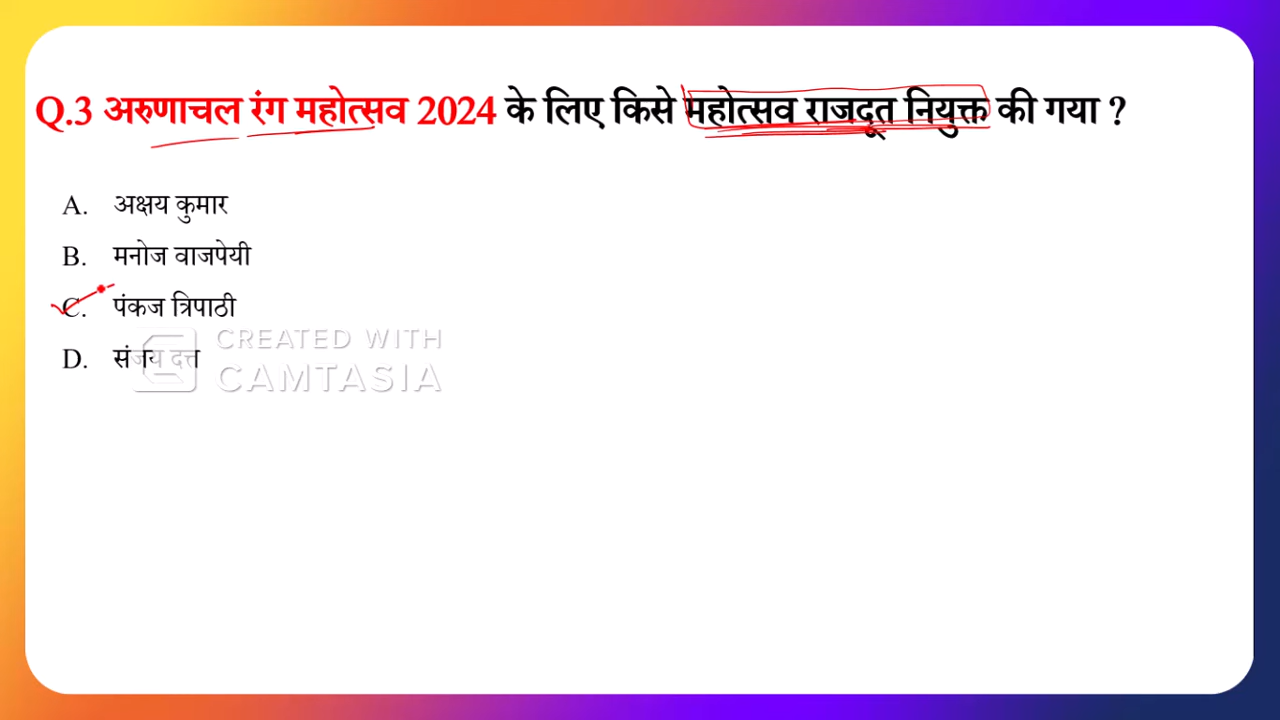 Q.3 अरुणाचल रंग महोत्सव 2024 के लिए किसे महोत्सव राजदूत नियुक्त की गया ?
A. अक्षय कुमार
B. मनोज वाजपेयी
C. पंकज त्रिपाठी
D. संजय दत्त
CREATED WITH
CAMTASIA